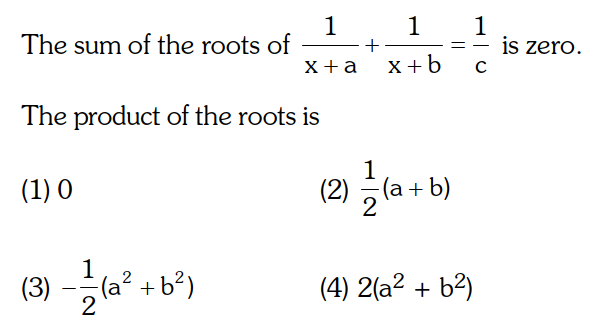 The sum of the roots of 1/(x + a) + 1/(x + b) = 1/c is zero.
The product of the roots is
(1) 0 (2) 1/2 (a + b)
(3) −1/2 (a² + b²) (4) 2(a² + b²)